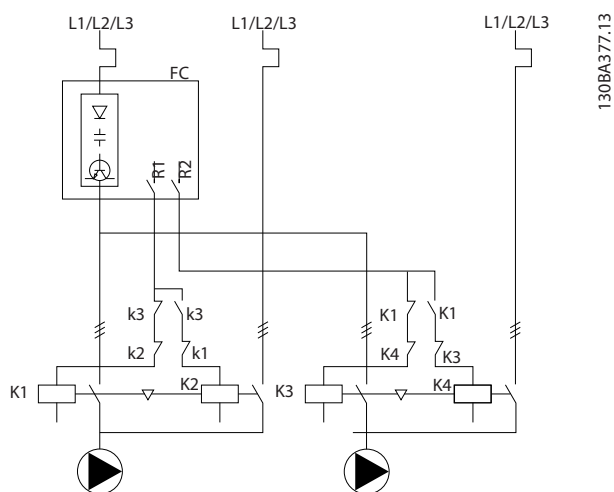 L1/L2/L3 L1/L2/L3 L1/L2/L3
130BA377.13
FC
R1 R2
k3 k3 K1 K1
k2 k1 K4 K3
K1 K2 K3 K4